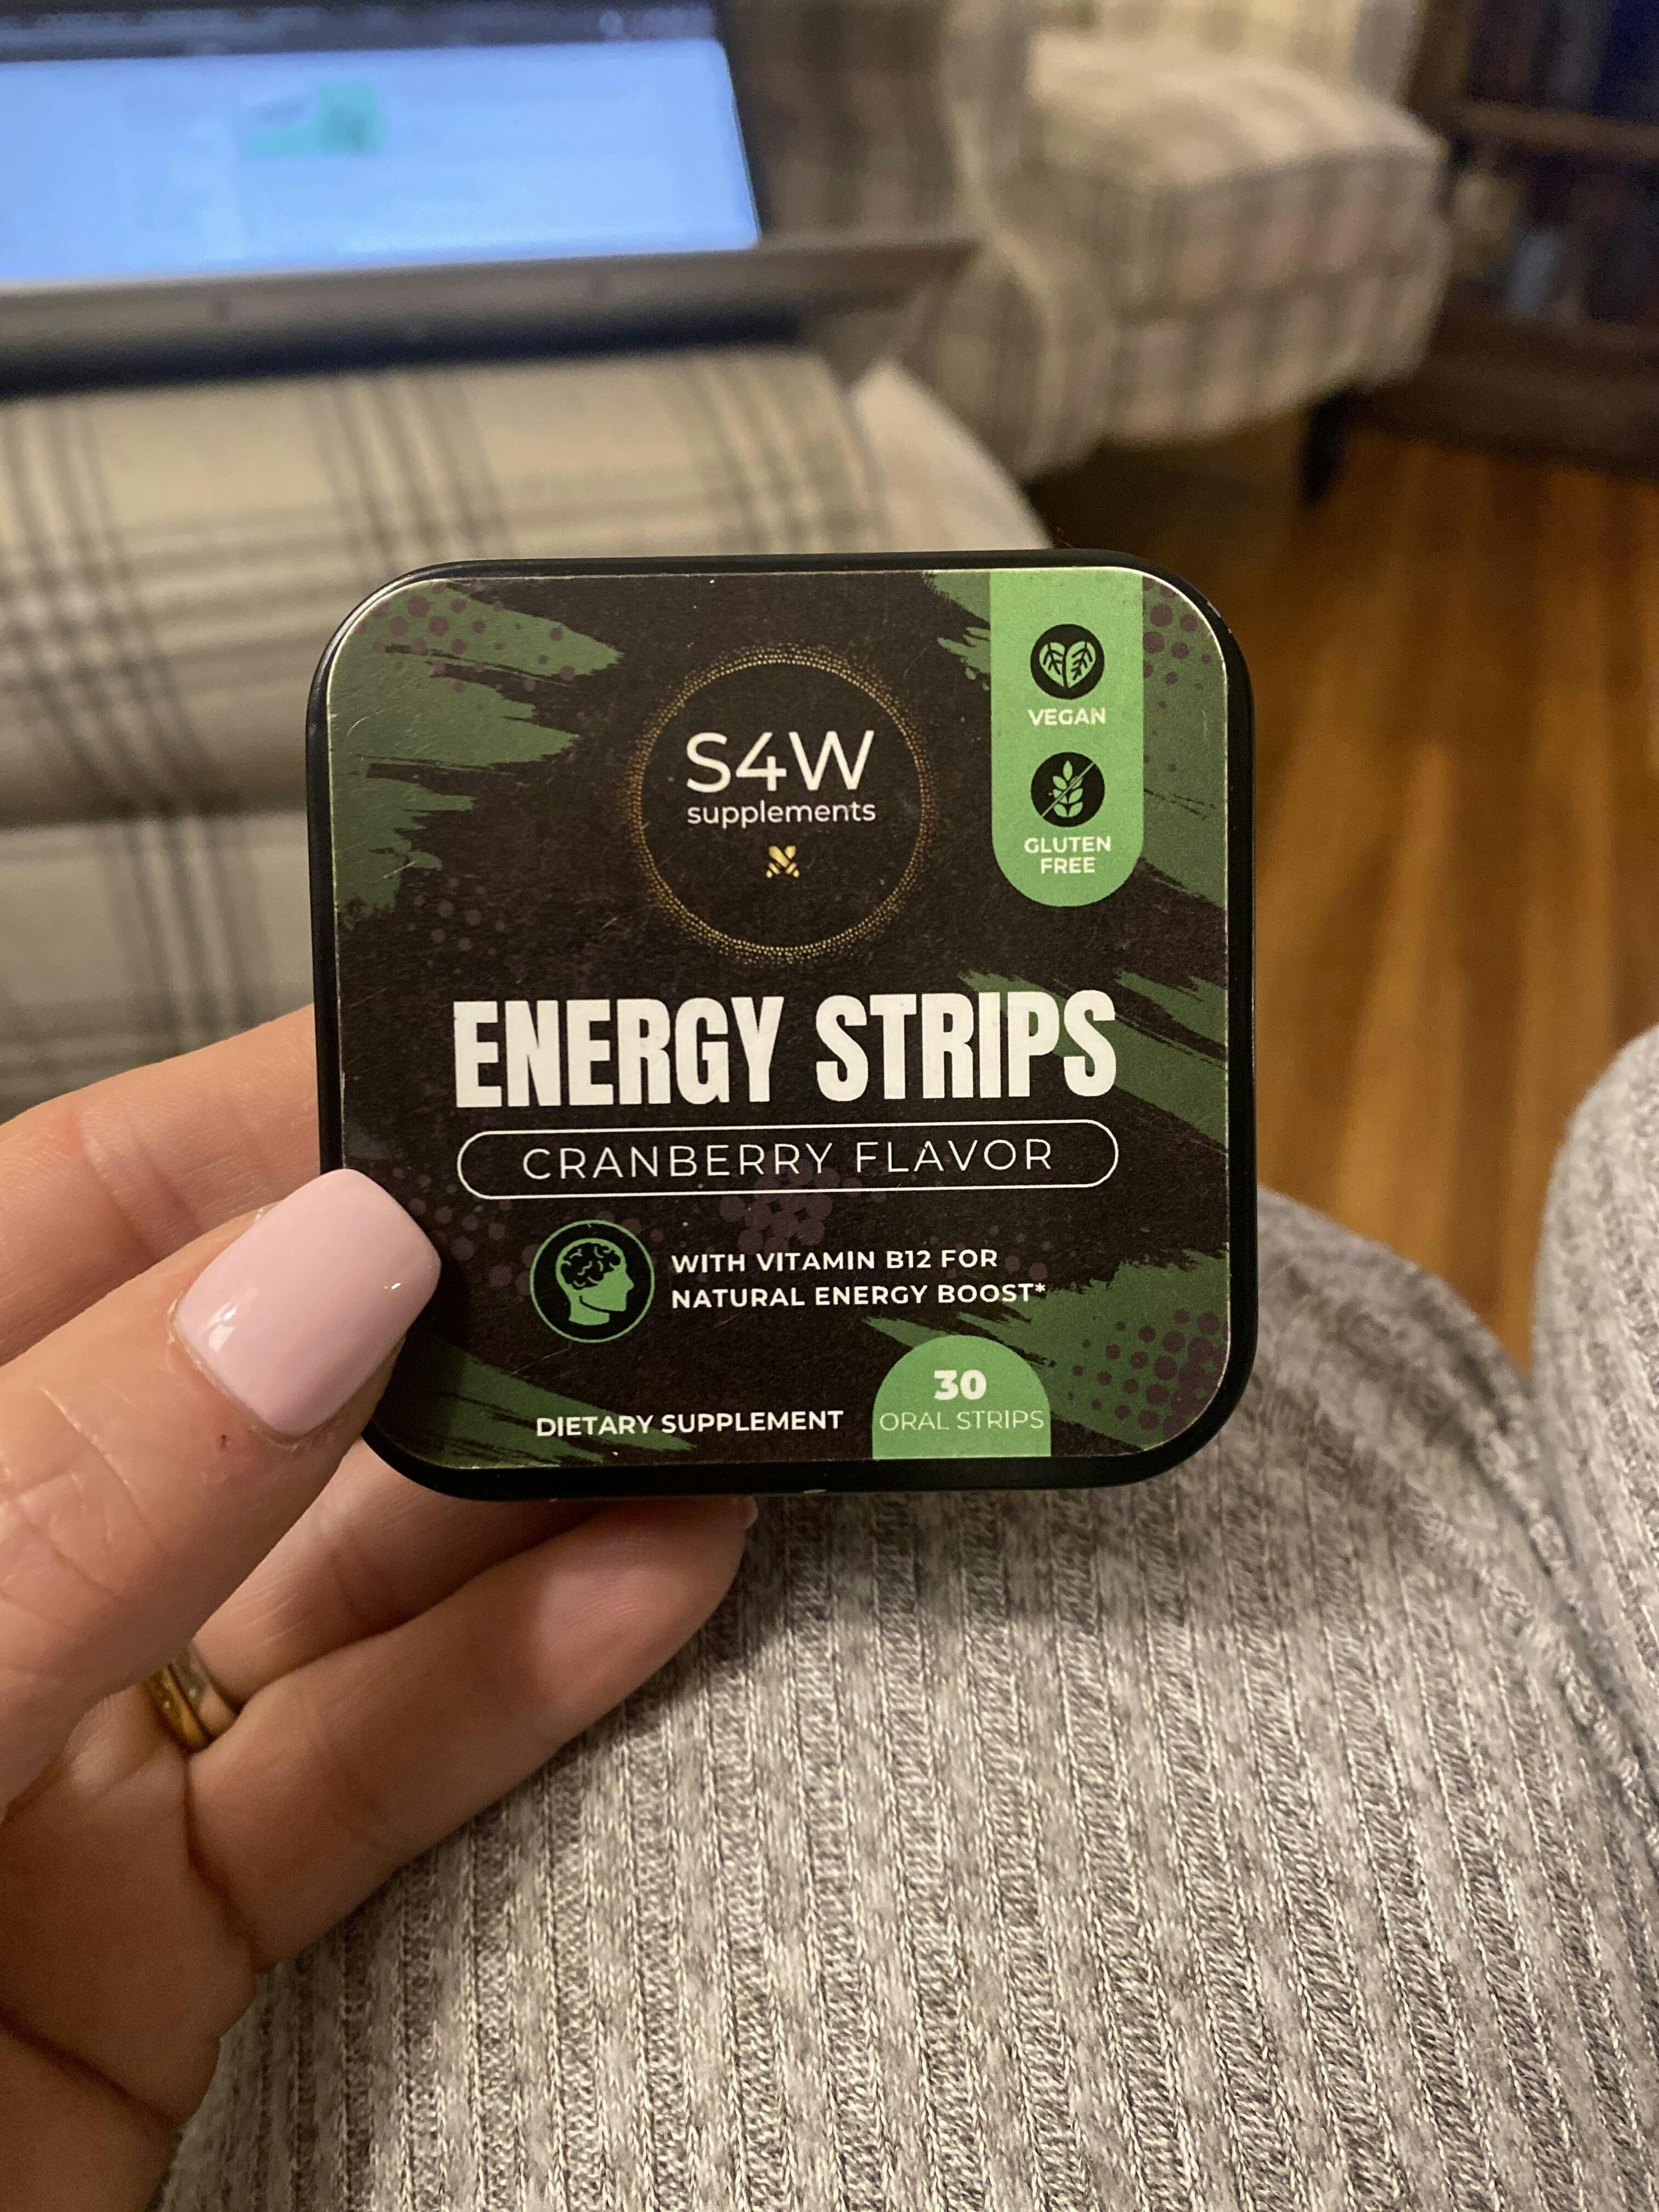 S4W
supplements
VEGAN
GLUTEN
FREE
ENERGY STRIPS
CRANBERRY FLAVOR
WITH VITAMIN B12 FOR
NATURAL ENERGY BOOST*
DIETARY SUPPLEMENT
30
ORAL STRIPS